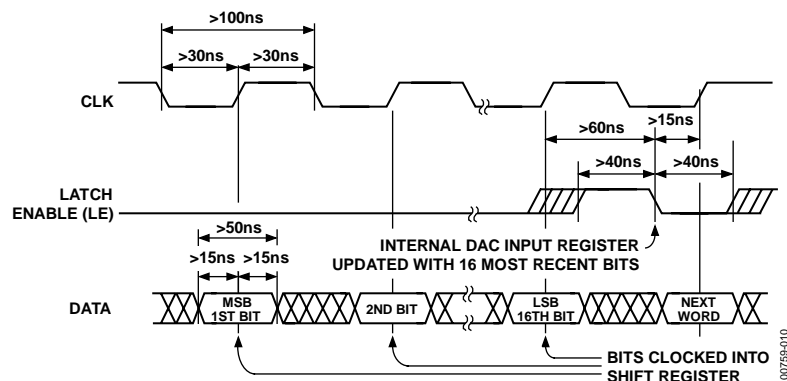 >100ns
>30ns >30ns
CLK
>60ns >15ns
>40ns >40ns
LATCH
ENABLE (LE)
>50ns
>15ns >15ns
INTERNAL DAC INPUT REGISTER
UPDATED WITH 16 MOST RECENT BITS
DATA
MSB
1ST BIT
2ND BIT
LSB
16TH BIT
NEXT
WORD
BITS CLOCKED INTO
SHIFT REGISTER
00759-010